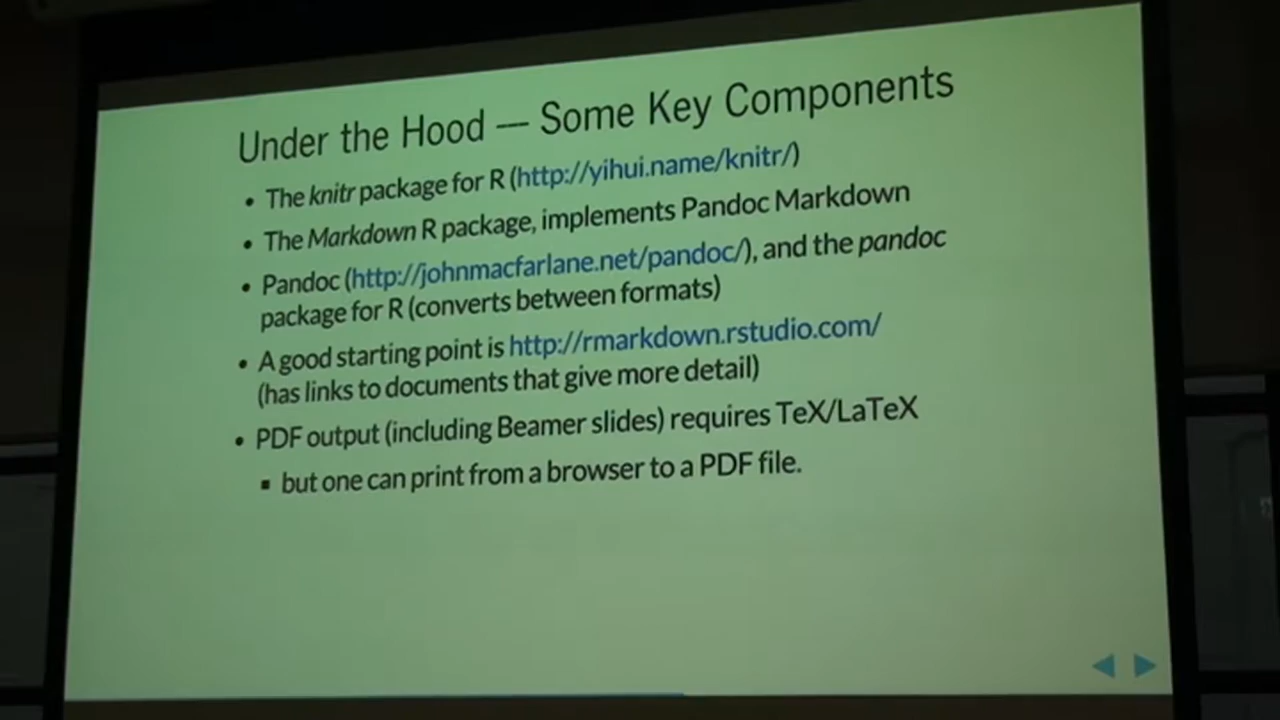 Under the Hood — Some Key Components
• The knitr package for R (http://yihui.name/knitr/)
• The Markdown R package, implements Pandoc Markdown
• Pandoc (http://johnmacfarlane.net/pandoc/), and the pandoc
package for R (converts between formats)
• A good starting point is http://rmarkdown.rstudio.com/
(has links to documents that give more detail)
• PDF output (including Beamer slides) requires TeX/LaTeX
▪ but one can print from a browser to a PDF file.